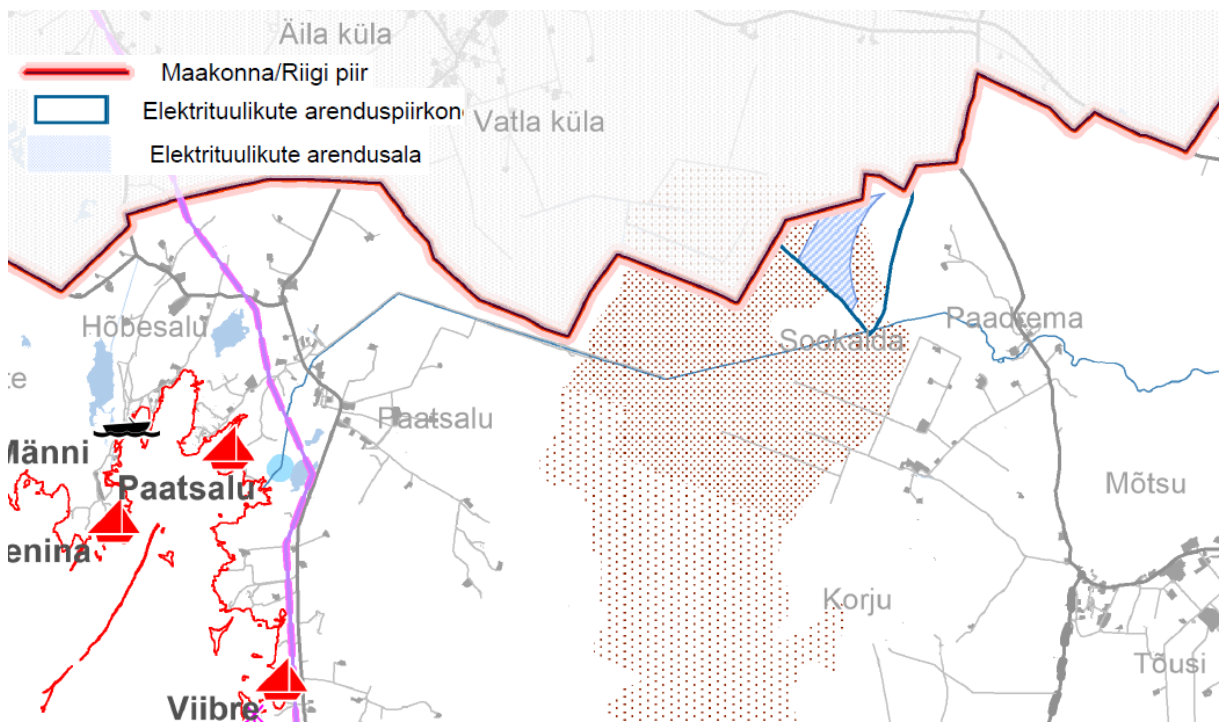 Äila küla
Maakonna/Riigi piir
Elektrituulikute arenduspiirkon
Vatla küla
Elektrituulikute arendusala
Hõbesalu
Sookalda
Paadrema
te
Paatsalu
Männi
Paatsalu
Mõtsu
enina
Korju
Tõusi
Viibre